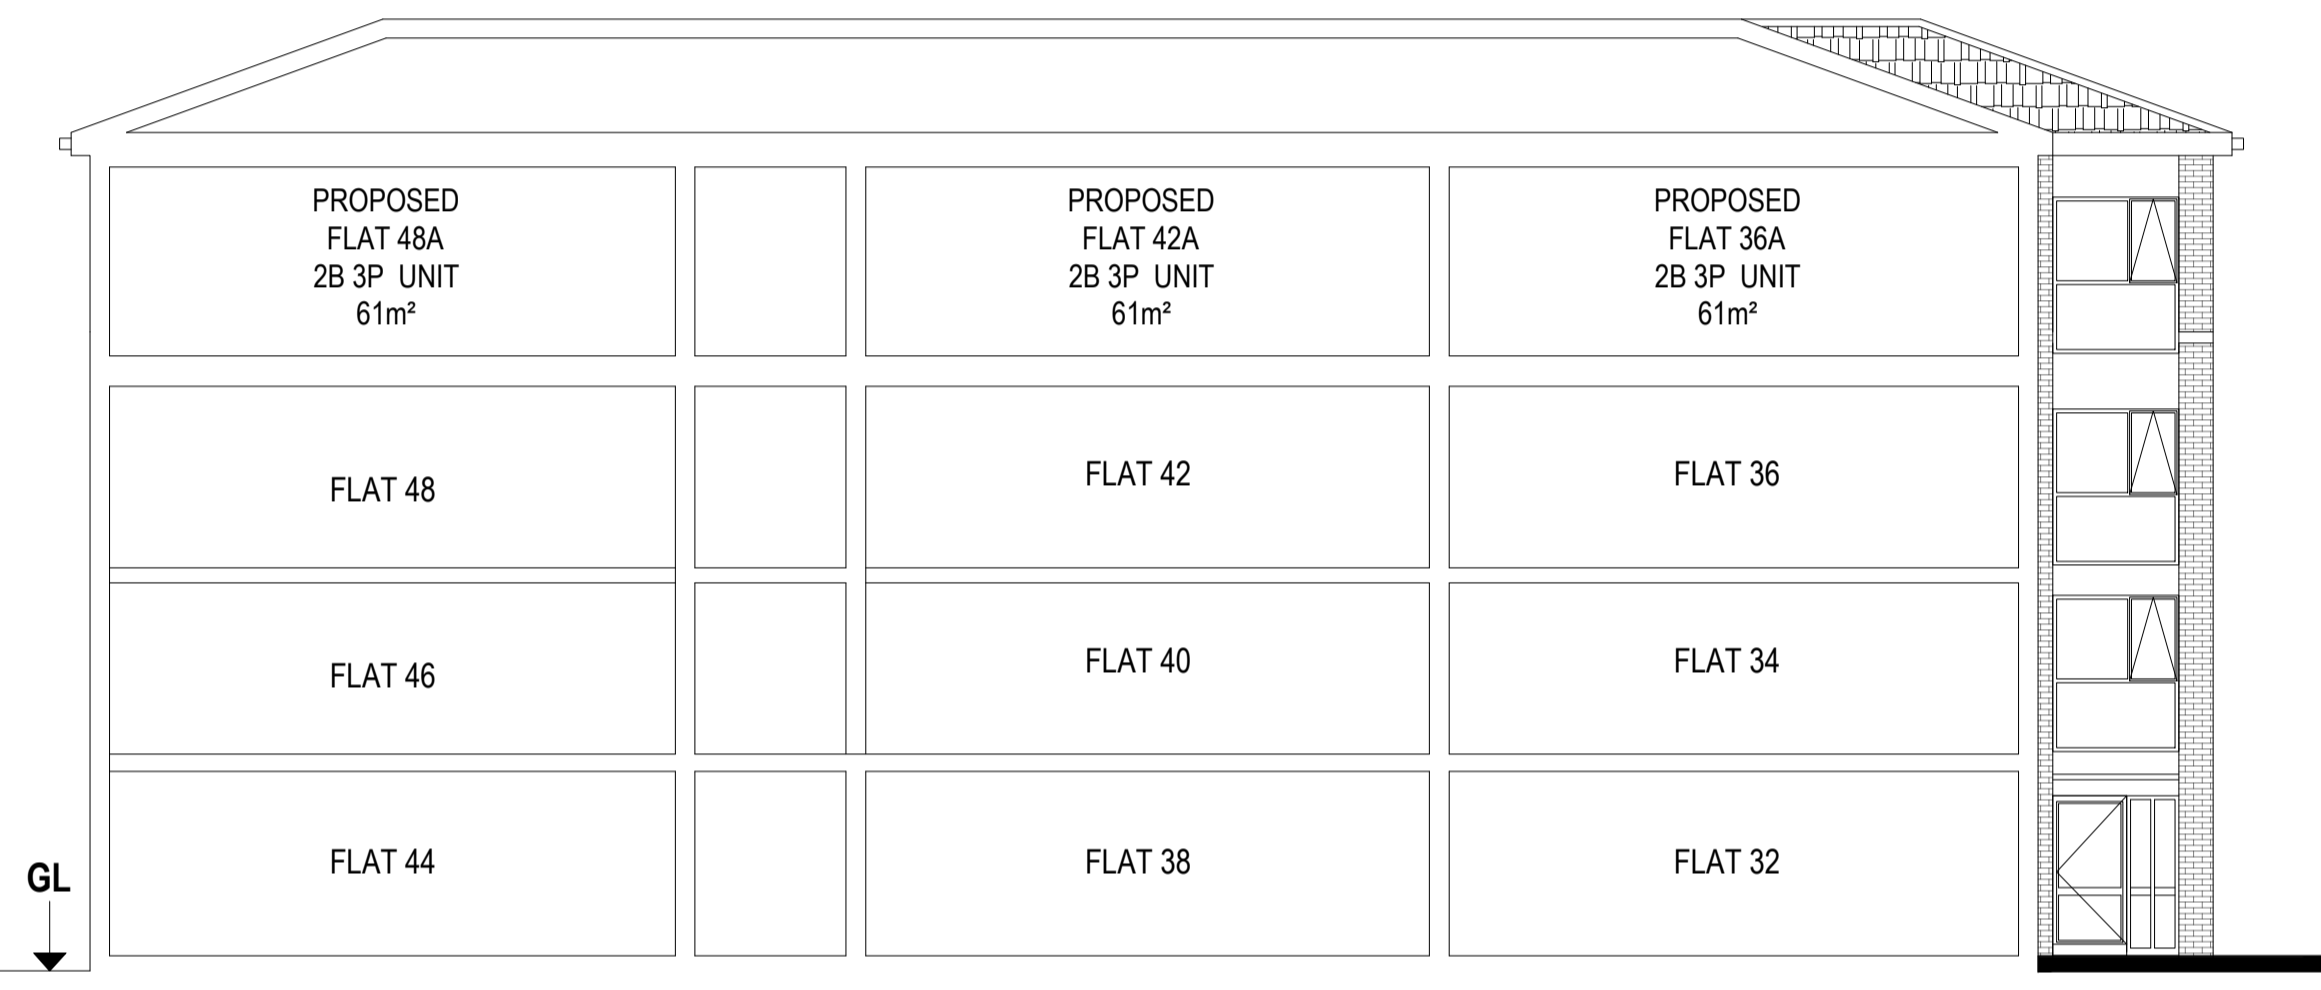 PROPOSED
FLAT 48A
2B 3P UNIT
61m²
PROPOSED
FLAT 42A
2B 3P UNIT
61m²
PROPOSED
FLAT 36A
2B 3P UNIT
61m²
FLAT 48
FLAT 42
FLAT 36
FLAT 46
FLAT 40
FLAT 34
FLAT 44
FLAT 38
FLAT 32
GL